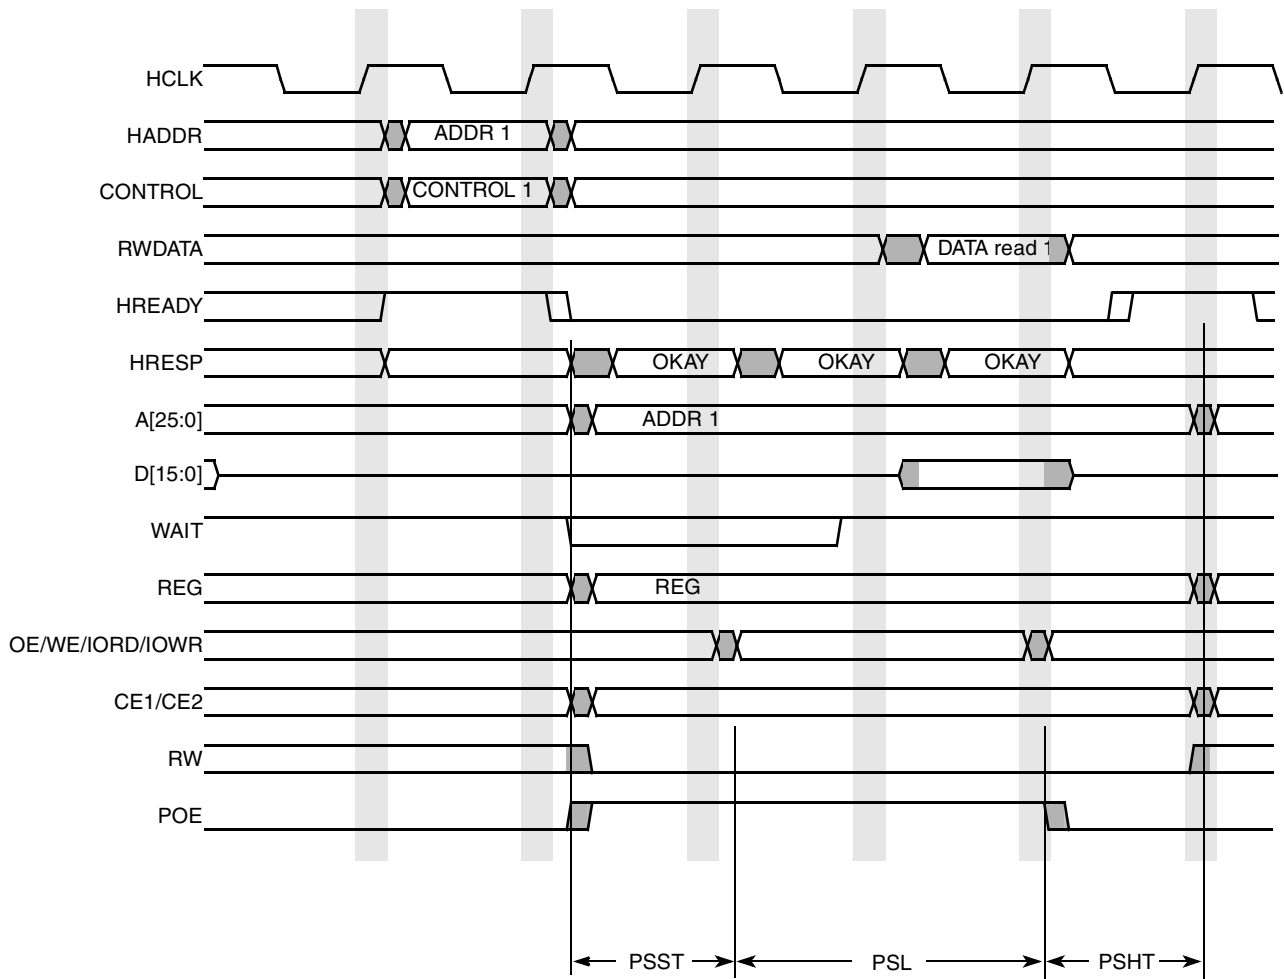 HCLK
HADDR ADDR 1
CONTROL CONTROL 1
RWDATA DATA read 1
HREADY
HRESP OKAY OKAY OKAY
A[25:0] ADDR 1
D[15:0]
WAIT
REG REG
OE/WE/IORD/IOWR
CE1/CE2
RW
POE
PSST PSL PSHT